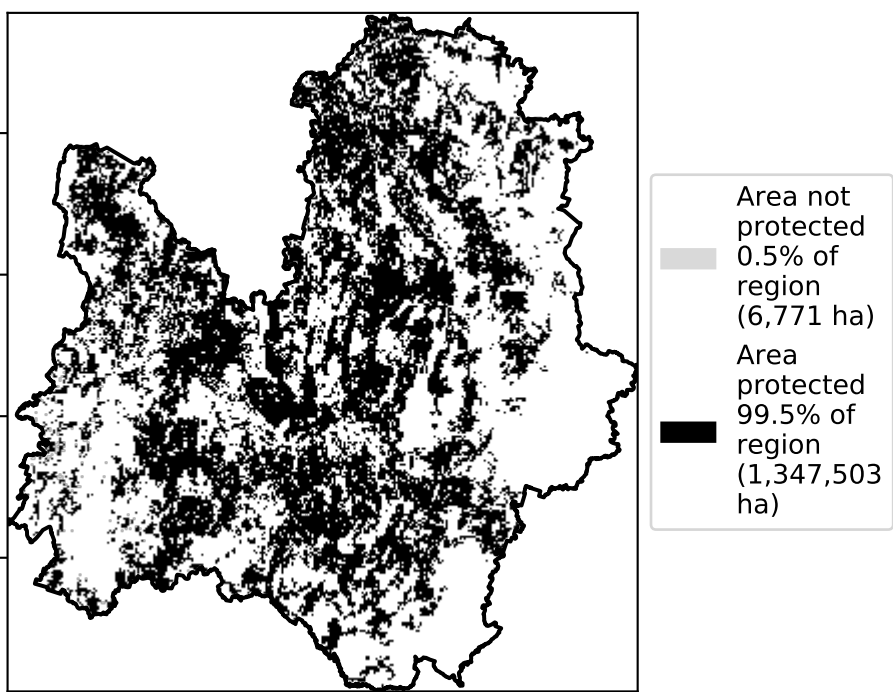 Area not
protected
0.5% of
region
(6,771 ha)
Area
protected
99.5% of
region
(1,347,503
ha)